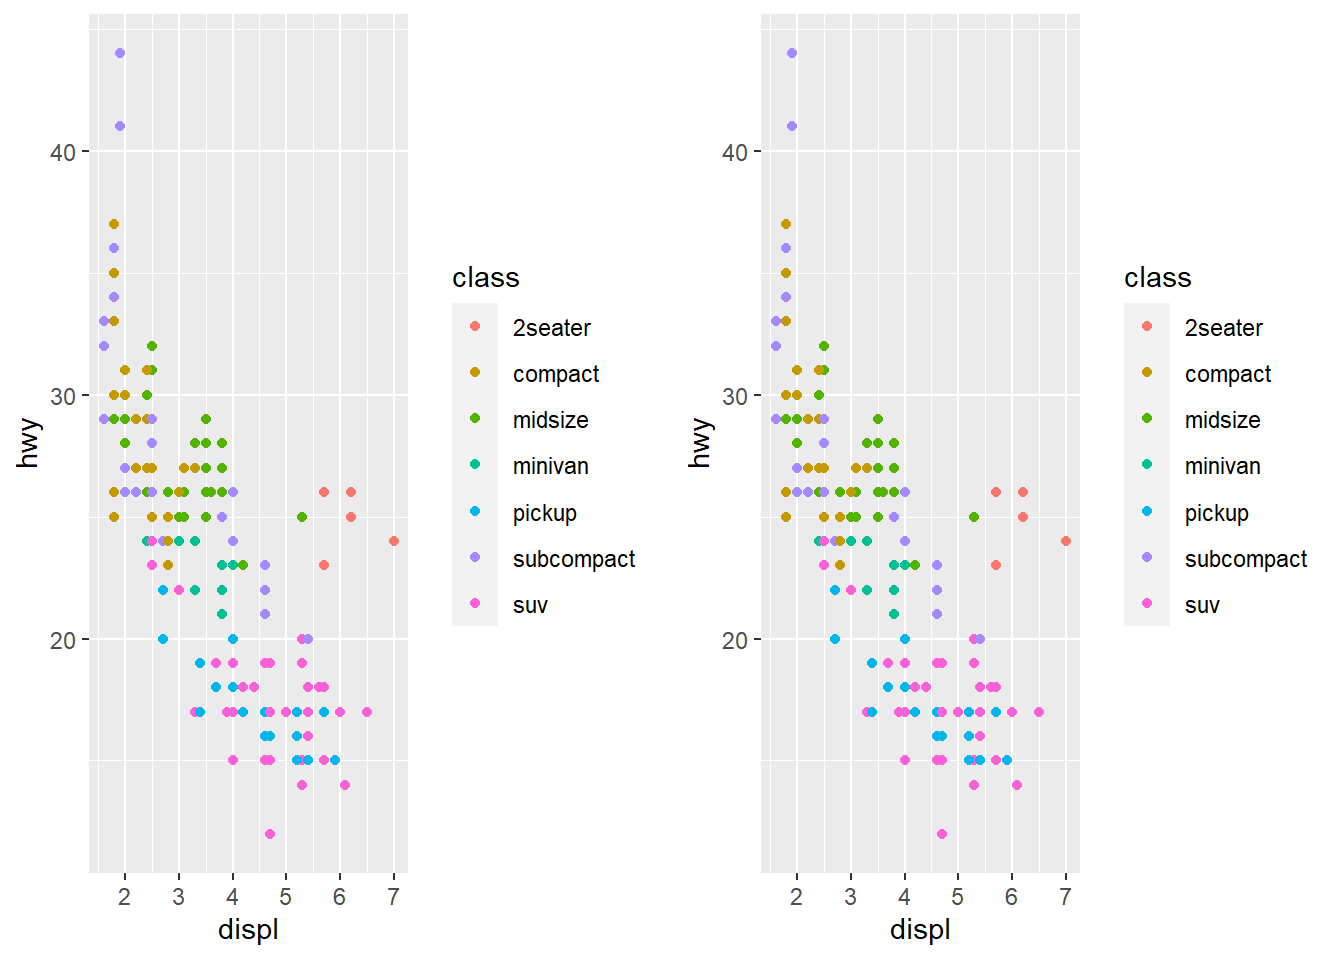 40
30
20
hwy
2 3 4 5 6 7
displ
class
2seater
compact
midsize
minivan
pickup
subcompact
suv
40
30
20
hwy
2 3 4 5 6 7
displ
class
2seater
compact
midsize
minivan
pickup
subcompact
suv